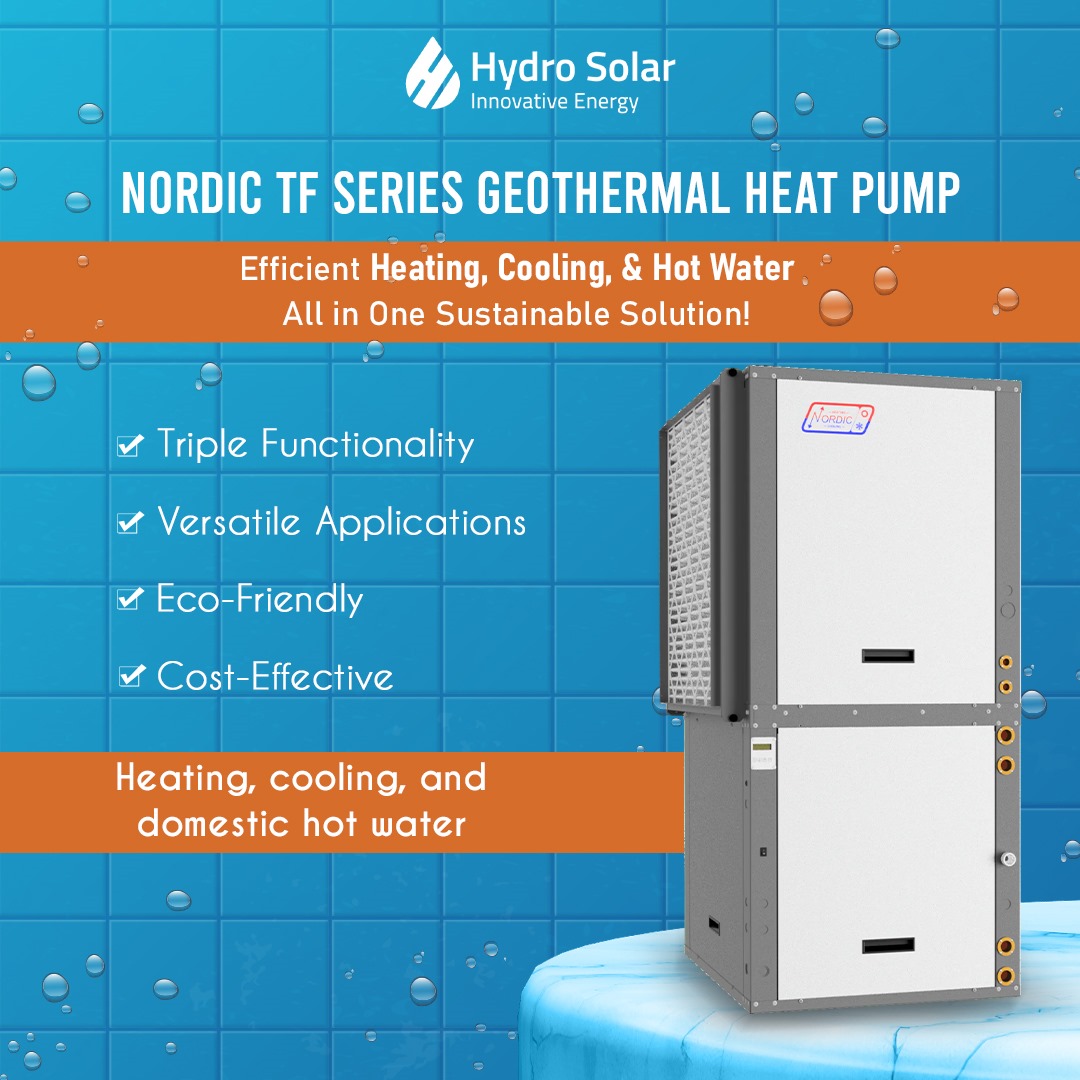 Hydro Solar
Innovative Energy
NORDIC TF SERIES GEOTHERMAL HEAT PUMP
Efficient Heating, Cooling, & Hot Water
All in One Sustainable Solution!
Triple Functionality
Versatile Applications
Eco-Friendly
Cost-Effective
Heating, cooling, and
domestic hot water
NORDIC